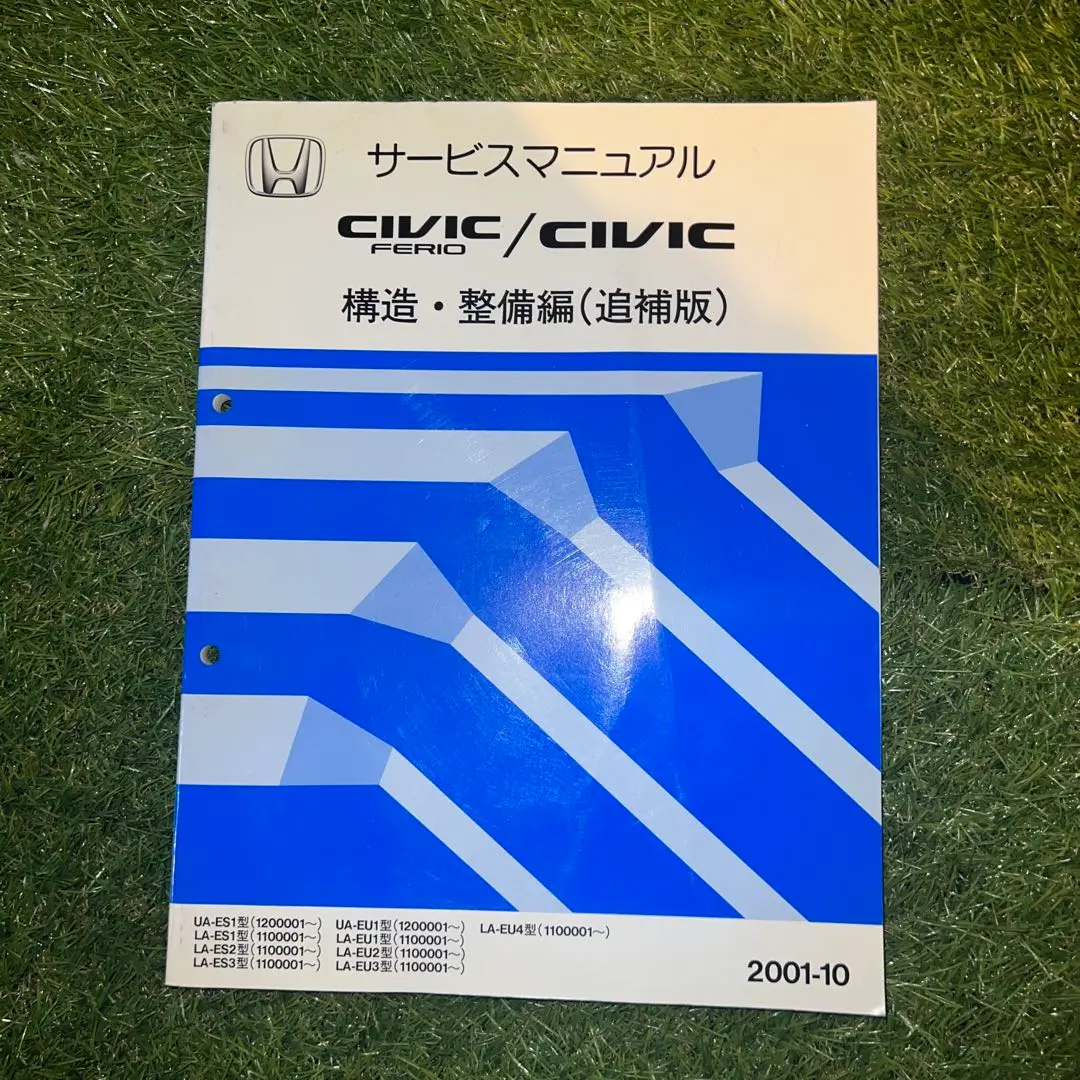 サービスマニュアル
CIVIC FERIO / CIVIC
構造・整備編(追補版)
UA-ES1型(1200001〜) UA-EU1型(1200001〜) LA-EU4型(1100001〜)
LA-ES1型(1100001〜) LA-EU1型(1100001〜)
LA-ES2型(1100001〜) LA-EU2型(1100001〜)
LA-ES3型(1100001〜) LA-EU3型(1100001〜)
2001-10